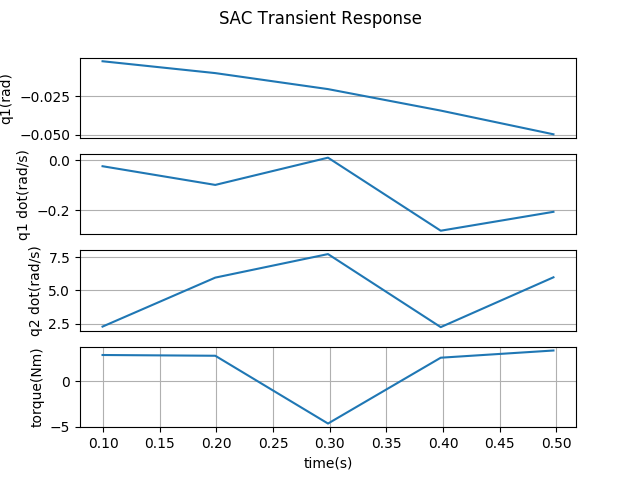 SAC Transient Response
q1(rad)
−0.025
−0.050
q1 dot(rad/s)
0.0
−0.2
q2 dot(rad/s)
7.5
5.0
2.5
torque(Nm)
0
−5
0.10 0.15 0.20 0.25 0.30 0.35 0.40 0.45 0.50
time(s)